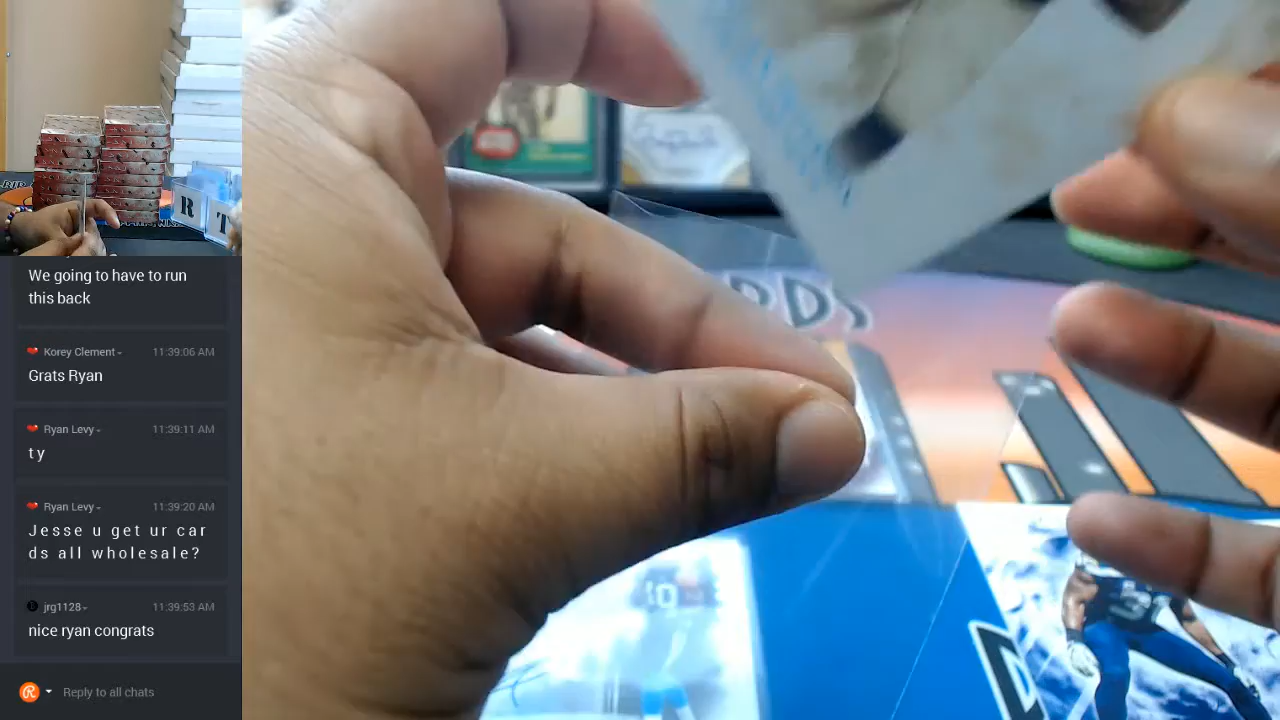 We going to have to run
this back
Korey Clement 11:39:06 AM
Grats Ryan
Ryan Levy 11:39:11 AM
t y
Ryan Levy 11:39:20 AM
J e s s e u g e t u r c a r
d s a l l w h o l e s a l e ?
jrg1128 11:39:53 AM
nice ryan congrats
Reply to all chats
R T
RDS
10
D